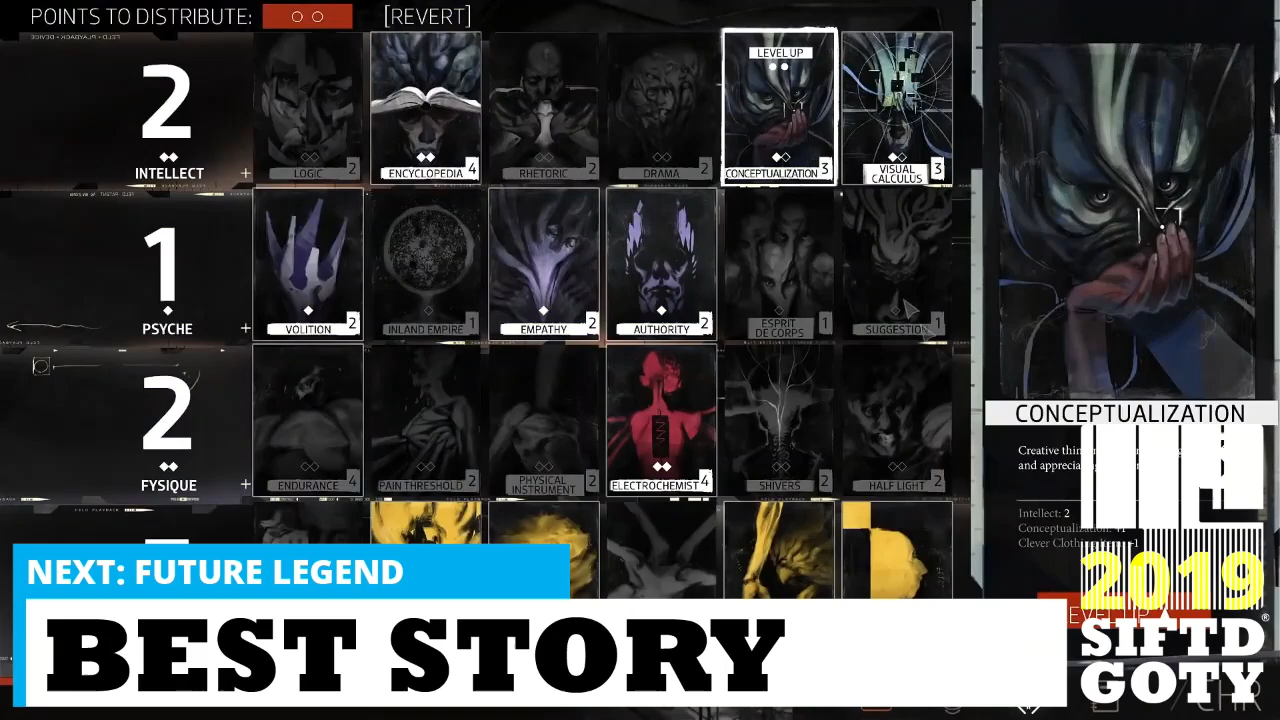 POINTS TO DISTRIBUTE:
[REVERT]
LEVEL UP
2
INTELLECT
+
LOGIC 2
ENCYCLOPEDIA 4
RHETORIC 2
DRAMA 2
CONCEPTUALIZATION 3
VISUAL CALCULUS 3
1
PSYCHE
+
VOLITION 2
INLAND EMPIRE 1
EMPATHY 2
AUTHORITY 2
ESPRIT DE CORPS 1
SUGGESTION 1
2
FYSIQUE
+
ENDURANCE 4
PAIN THRESHOLD 2
PHYSICAL INSTRUMENT 2
ELECTROCHEMIST 4
SHIVERS 2
HALF LIGHT 2
CONCEPTUALIZATION
Creative
and
Intellect: 2
NEXT: FUTURE LEGEND
BEST STORY
2019
SIFTD
GOTY